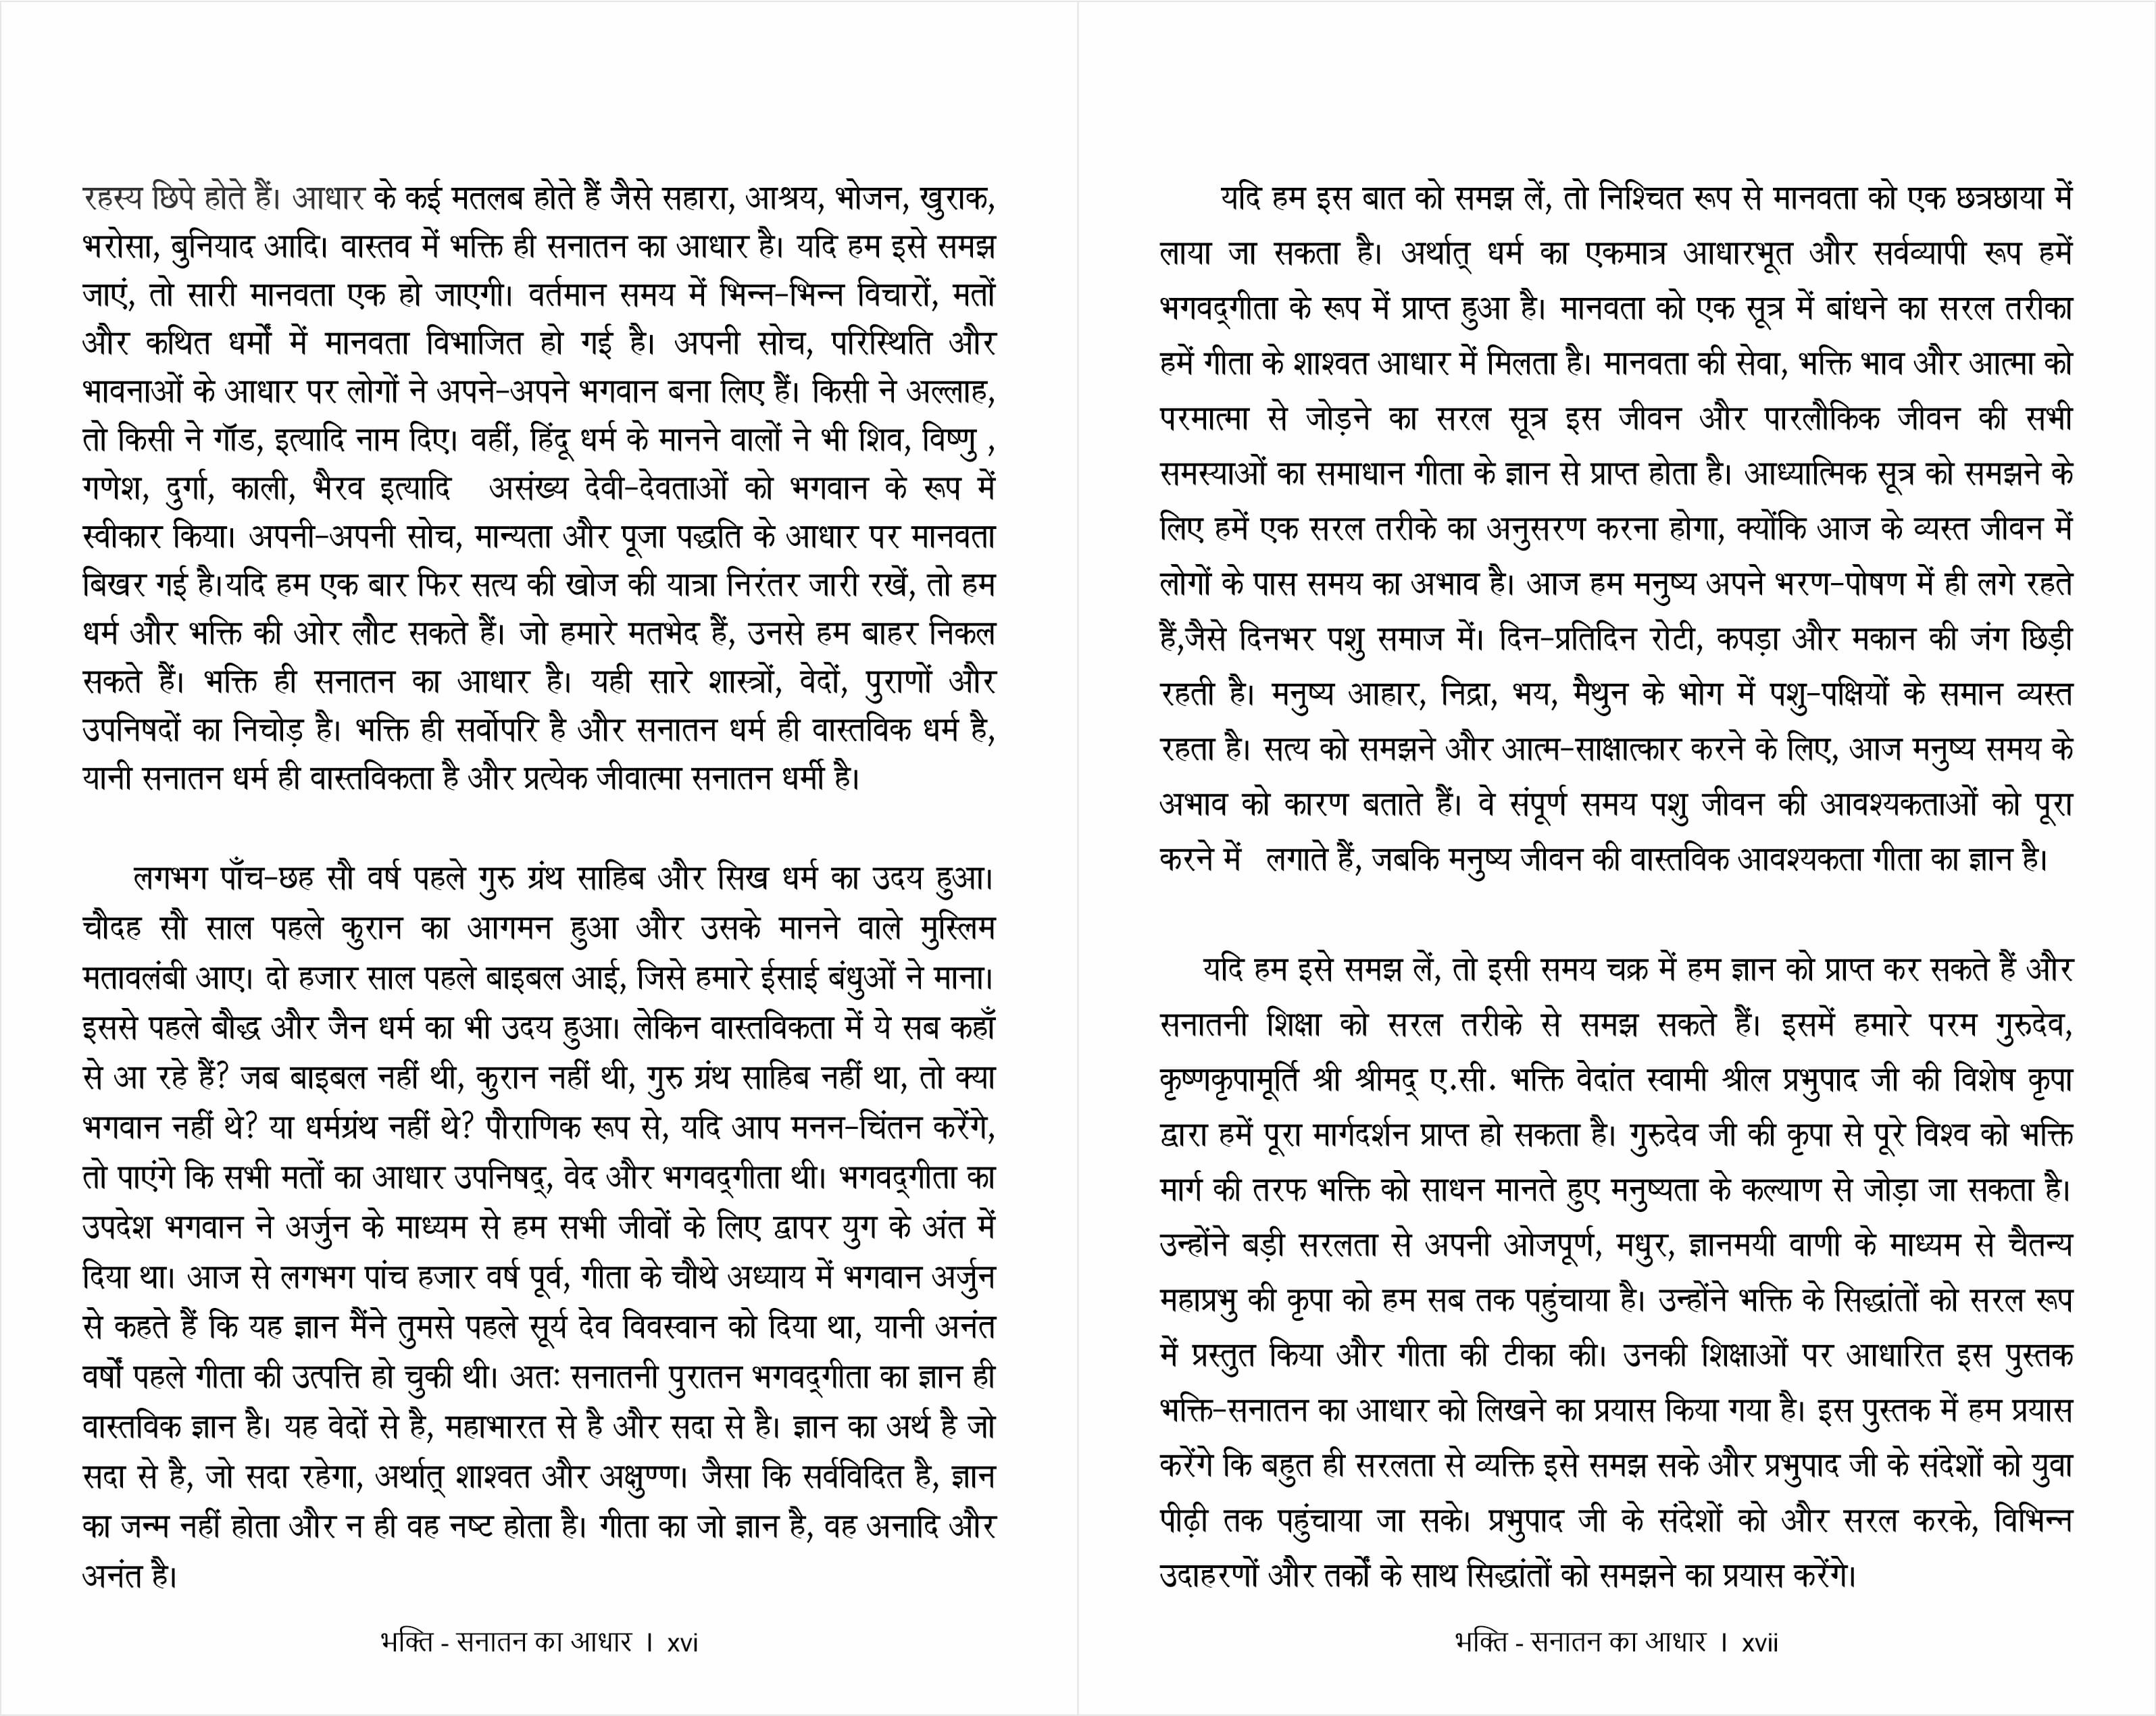 रहस्य छिपे होते हैं। आधार के कई मतलब होते हैं जैसे सहारा, आश्रय, भोजन, खुराक,
भरोसा, बुनियाद आदि। वास्तव में भक्ति ही सनातन का आधार है। यदि हम इसे समझ
जाएं, तो सारी मानवता एक हो जाएगी। वर्तमान समय में भिन्न-भिन्न विचारों, मतों
और कथित धर्मों में मानवता विभाजित हो गई है। अपनी सोच, परिस्थिति और
भावनाओं के आधार पर लोगों ने अपने-अपने भगवान बना लिए हैं। किसी ने अल्लाह,
तो किसी ने गॉड, इत्यादि नाम दिए। वहीं, हिंदू धर्म के मानने वालों ने भी शिव, विष्णु ,
गणेश, दुर्गा, काली, भैरव इत्यादि असंख्य देवी-देवताओं को भगवान के रूप में
स्वीकार किया। अपनी-अपनी सोच, मान्यता और पूजा पद्धति के आधार पर मानवता
बिखर गई है।यदि हम एक बार फिर सत्य की खोज की यात्रा निरंतर जारी रखें, तो हम
धर्म और भक्ति की ओर लौट सकते हैं। जो हमारे मतभेद हैं, उनसे हम बाहर निकल
सकते हैं। भक्ति ही सनातन का आधार है। यही सारे शास्त्रों, वेदों, पुराणों और
उपनिषदों का निचोड़ है। भक्ति ही सर्वोपरि है और सनातन धर्म ही वास्तविक धर्म है,
यानी सनातन धर्म ही वास्तविकता है और प्रत्येक जीवात्मा सनातन धर्मी है।
लगभग पाँच-छह सौ वर्ष पहले गुरु ग्रंथ साहिब और सिख धर्म का उदय हुआ।
चौदह सौ साल पहले कुरान का आगमन हुआ और उसके मानने वाले मुस्लिम
मतावलंबी आए। दो हजार साल पहले बाइबल आई, जिसे हमारे ईसाई बंधुओं ने माना।
इससे पहले बौद्ध और जैन धर्म का भी उदय हुआ। लेकिन वास्तविकता में ये सब कहाँ
से आ रहे हैं? जब बाइबल नहीं थी, कुरान नहीं थी, गुरु ग्रंथ साहिब नहीं था, तो क्या
भगवान नहीं थे? या धर्मग्रंथ नहीं थे? पौराणिक रूप से, यदि आप मनन-चिंतन करेंगे,
तो पाएंगे कि सभी मतों का आधार उपनिषद्, वेद और भगवद्‌गीता थी। भगवद्‌गीता का
उपदेश भगवान ने अर्जुन के माध्यम से हम सभी जीवों के लिए द्वापर युग के अंत में
दिया था। आज से लगभग पांच हजार वर्ष पूर्व, गीता के चौथे अध्याय में भगवान अर्जुन
से कहते हैं कि यह ज्ञान मैंने तुमसे पहले सूर्य देव विवस्वान को दिया था, यानी अनंत
वर्षों पहले गीता की उत्पत्ति हो चुकी थी। अतः सनातनी पुरातन भगवद्‌गीता का ज्ञान ही
वास्तविक ज्ञान है। यह वेदों से है, महाभारत से है और सदा से है। ज्ञान का अर्थ है जो
सदा से है, जो सदा रहेगा, अर्थात् शाश्वत और अक्षुण्ण। जैसा कि सर्वविदित है, ज्ञान
का जन्म नहीं होता और न ही वह नष्ट होता है। गीता का जो ज्ञान है, वह अनादि और
अनंत है।
भक्ति - सनातन का आधार । xvi
यदि हम इस बात को समझ लें, तो निश्चित रूप से मानवता को एक छत्रछाया में
लाया जा सकता है। अर्थात् धर्म का एकमात्र आधारभूत और सर्वव्यापी रूप हमें
भगवद्‌गीता के रूप में प्राप्त हुआ है। मानवता को एक सूत्र में बांधने का सरल तरीका
हमें गीता के शाश्वत आधार में मिलता है। मानवता की सेवा, भक्ति भाव और आत्मा को
परमात्मा से जोड़ने का सरल सूत्र इस जीवन और पारलौकिक जीवन की सभी
समस्याओं का समाधान गीता के ज्ञान से प्राप्त होता है। आध्यात्मिक सूत्र को समझने के
लिए हमें एक सरल तरीके का अनुसरण करना होगा, क्योंकि आज के व्यस्त जीवन में
लोगों के पास समय का अभाव है। आज हम मनुष्य अपने भरण-पोषण में ही लगे रहते
हैं,जैसे दिनभर पशु समाज में। दिन-प्रतिदिन रोटी, कपड़ा और मकान की जंग छिड़ी
रहती है। मनुष्य आहार, निद्रा, भय, मैथुन के भोग में पशु-पक्षियों के समान व्यस्त
रहता है। सत्य को समझने और आत्म-साक्षात्कार करने के लिए, आज मनुष्य समय के
अभाव को कारण बताते हैं। वे संपूर्ण समय पशु जीवन की आवश्यकताओं को पूरा
करने में लगाते हैं, जबकि मनुष्य जीवन की वास्तविक आवश्यकता गीता का ज्ञान है।
यदि हम इसे समझ लें, तो इसी समय चक्र में हम ज्ञान को प्राप्त कर सकते हैं और
सनातनी शिक्षा को सरल तरीके से समझ सकते हैं। इसमें हमारे परम गुरुदेव,
कृष्णकृपामूर्ति श्री श्रीमद् ए.सी. भक्ति वेदांत स्वामी श्रील प्रभुपाद जी की विशेष कृपा
द्वारा हमें पूरा मार्गदर्शन प्राप्त हो सकता है। गुरुदेव जी की कृपा से पूरे विश्व को भक्ति
मार्ग की तरफ भक्ति को साधन मानते हुए मनुष्यता के कल्याण से जोड़ा जा सकता है।
उन्होंने बड़ी सरलता से अपनी ओजपूर्ण, मधुर, ज्ञानमयी वाणी के माध्यम से चैतन्य
महाप्रभु की कृपा को हम सब तक पहुंचाया है। उन्होंने भक्ति के सिद्धांतों को सरल रूप
में प्रस्तुत किया और गीता की टीका की। उनकी शिक्षाओं पर आधारित इस पुस्तक
भक्ति-सनातन का आधार को लिखने का प्रयास किया गया है। इस पुस्तक में हम प्रयास
करेंगे कि बहुत ही सरलता से व्यक्ति इसे समझ सके और प्रभुपाद जी के संदेशों को युवा
पीढ़ी तक पहुंचाया जा सके। प्रभुपाद जी के संदेशों को और सरल करके, विभिन्न
उदाहरणों और तर्कों के साथ सिद्धांतों को समझने का प्रयास करेंगे।
भक्ति - सनातन का आधार । xvii